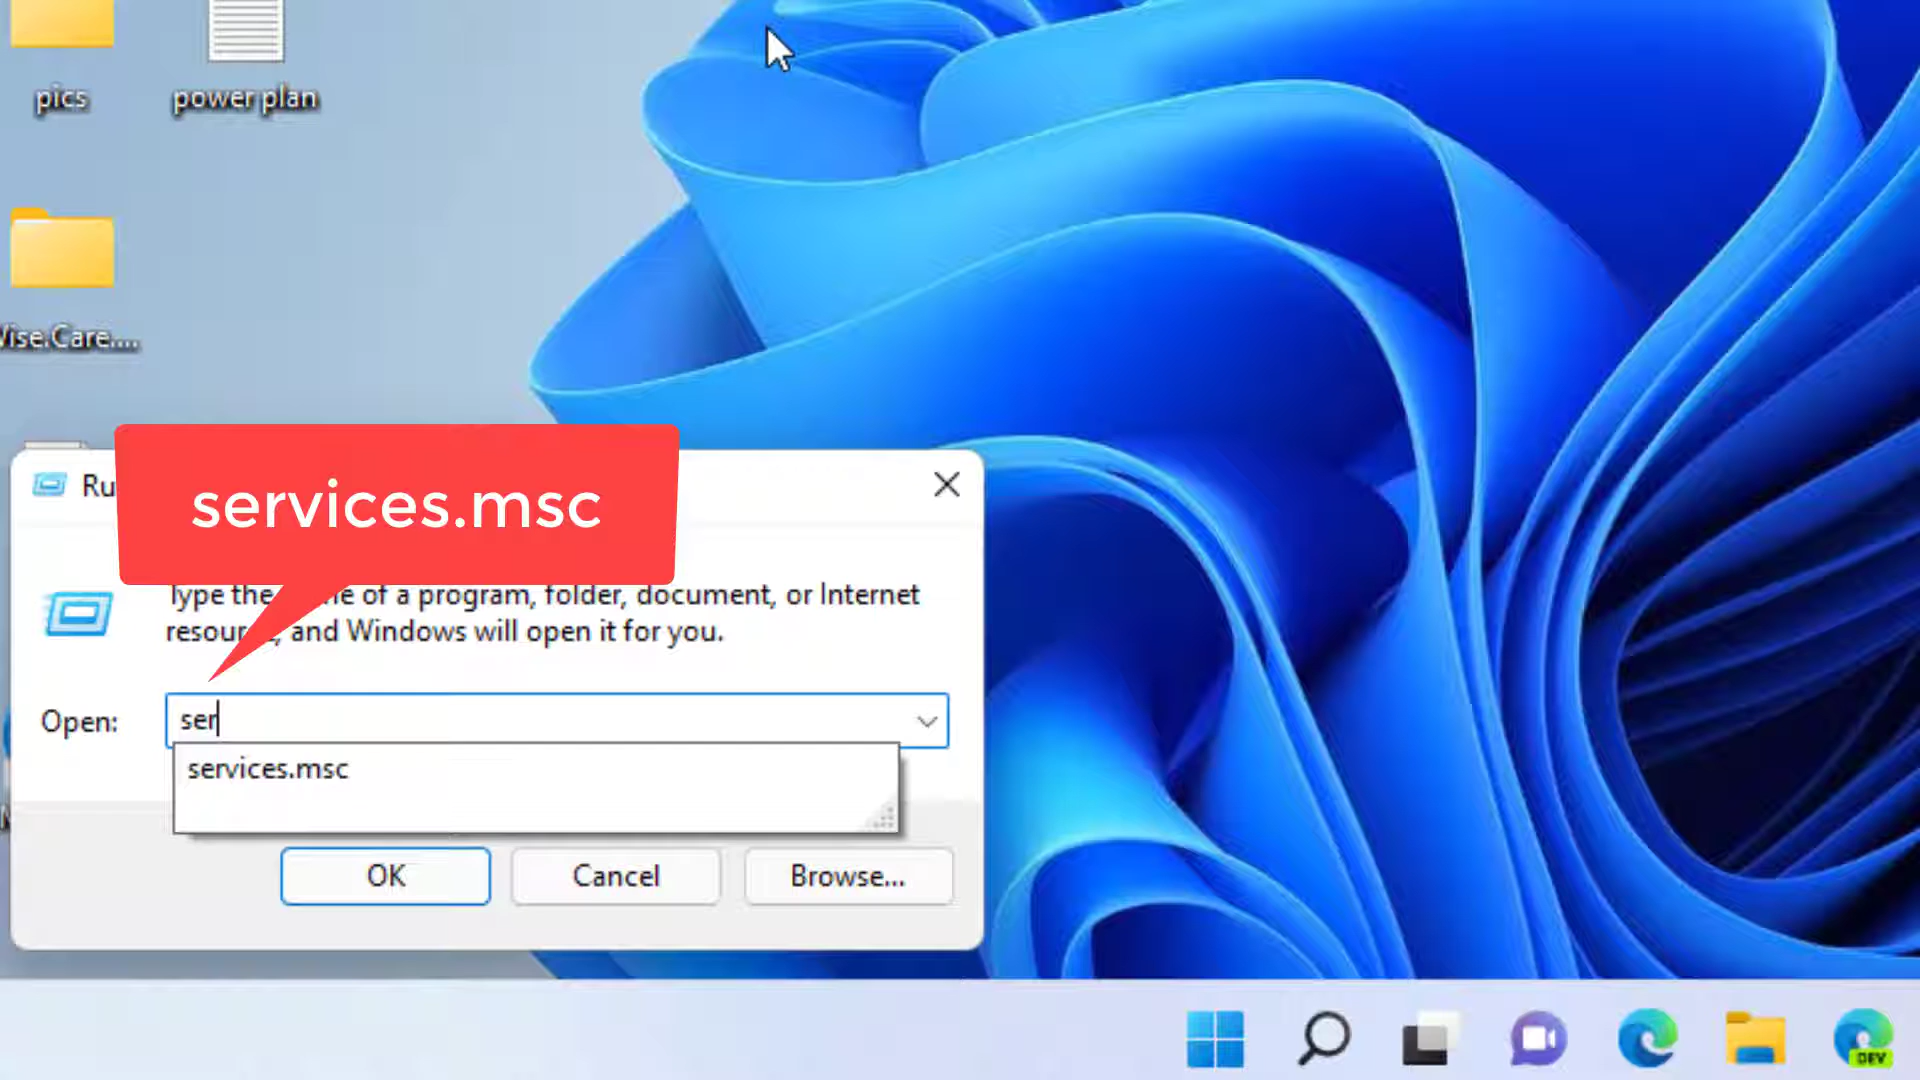 pics
power plan
Wise.Care....
Ru
services.msc
Type the
of a program, folder, document, or Internet
resource, and Windows will open it for you.
Open:
ser
services.msc
OK
Cancel
Browse...
DEV